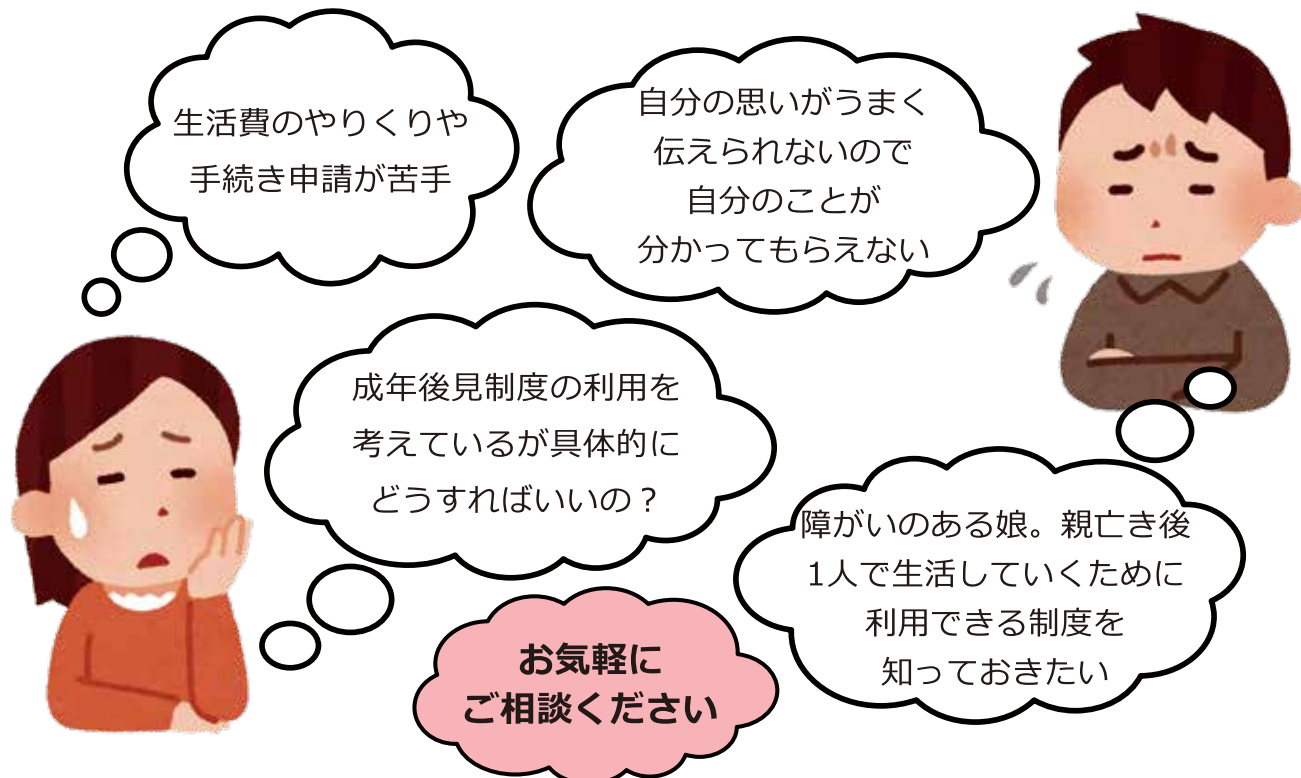 生活費のやりくりや
手続き申請が苦手
自分の思いがうまく
伝えられないので
自分のことが
分かってもらえない
成年後見制度の利用を
考えているが具体的に
どうすればいいの？
障がいのある娘。親亡き後
1人で生活していくために
利用できる制度を
知っておきたい
お気軽に
ご相談ください